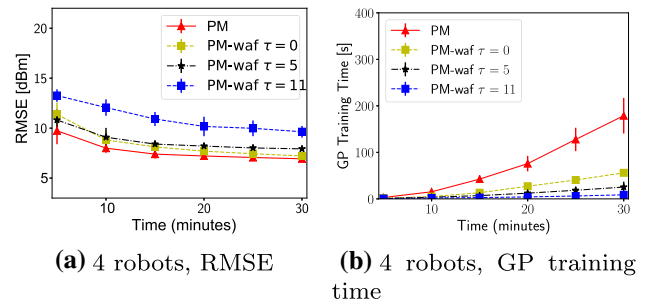 PM
PM-waf τ = 0
PM-waf τ = 5
PM-waf τ = 11
RMSE [dBm]
20
15
10
5
10
20
30
Time (minutes)
(a) 4 robots, RMSE
PM
PM-waf τ = 0
PM-waf τ = 5
PM-waf τ = 11
GP Training Time [s]
400
300
200
100
0
10
20
30
Time (minutes)
(b) 4 robots, GP training
time